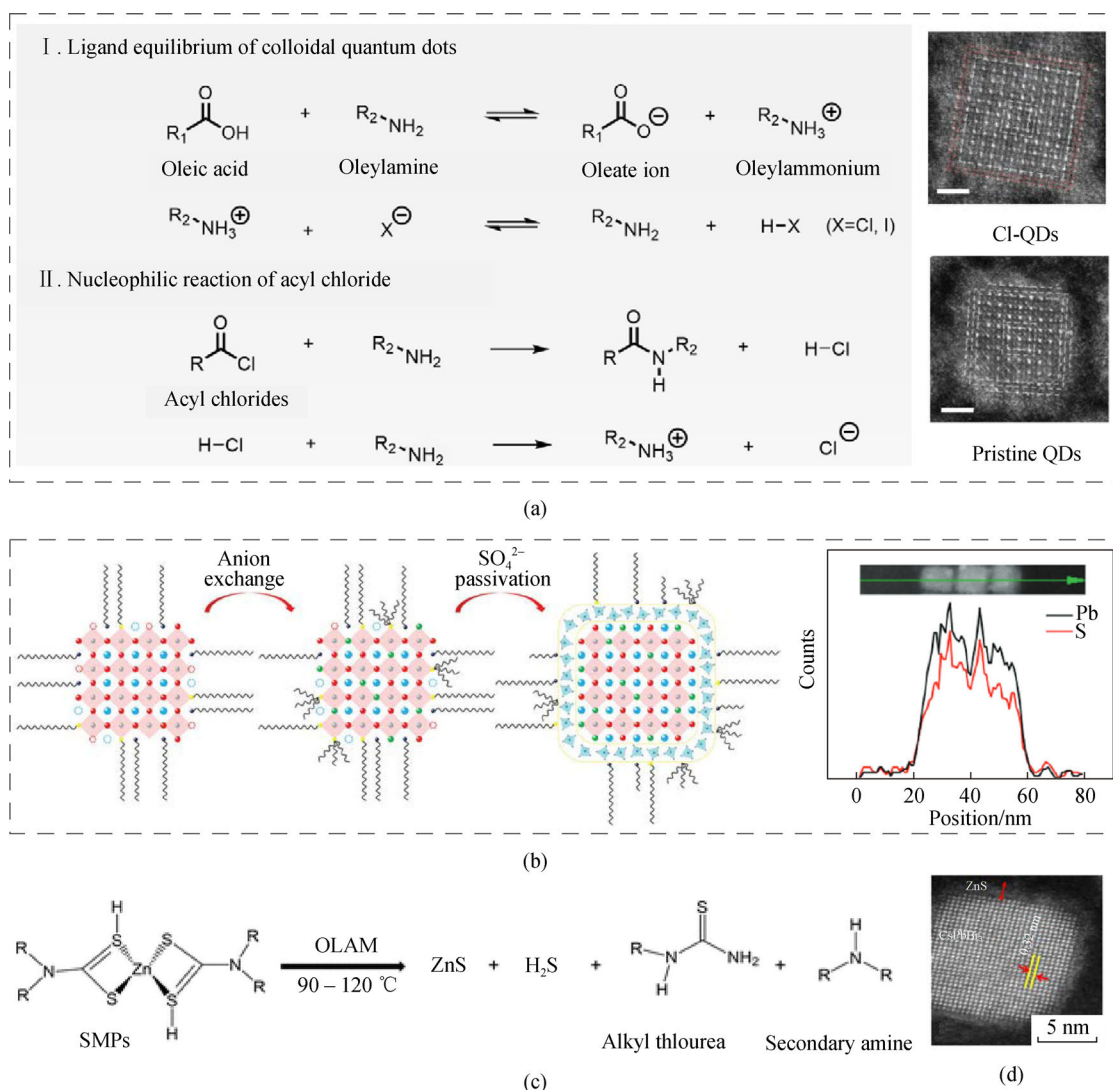 Ⅰ. Ligand equilibrium of colloidal quantum dots
O O
R₁ OH + R₂ NH₂ ⇌ R₁ O⊖ + R₂ NH₃⊕
Oleic acid Oleylamine Oleate ion Oleylammonium
R₂ NH₃⊕ + X⊖ ⇌ R₂ NH₂ + H-X (X=Cl, I)
Ⅱ. Nucleophilic reaction of acyl chloride
O O
R Cl + R₂ NH₂ → R N R₂ + H-Cl
H
Acyl chlorides
H-Cl + R₂ NH₂ → R₂ NH₃⊕ + Cl⊖
Cl-QDs
Pristine QDs
(a)
Anion
exchange
SO₄²⁻
passivation
Counts
Pb
S
0 20 40 60 80
Position/nm
(b)
H
R S S R
N Zn N
R S S R
H
SMPs
OLAM
90 – 120 ℃
ZnS + H₂S +
S
R N NH₂ +
H
Alkyl thlourea
H
N
R R
Secondary amine
(c)
ZnS
5 nm
(d)